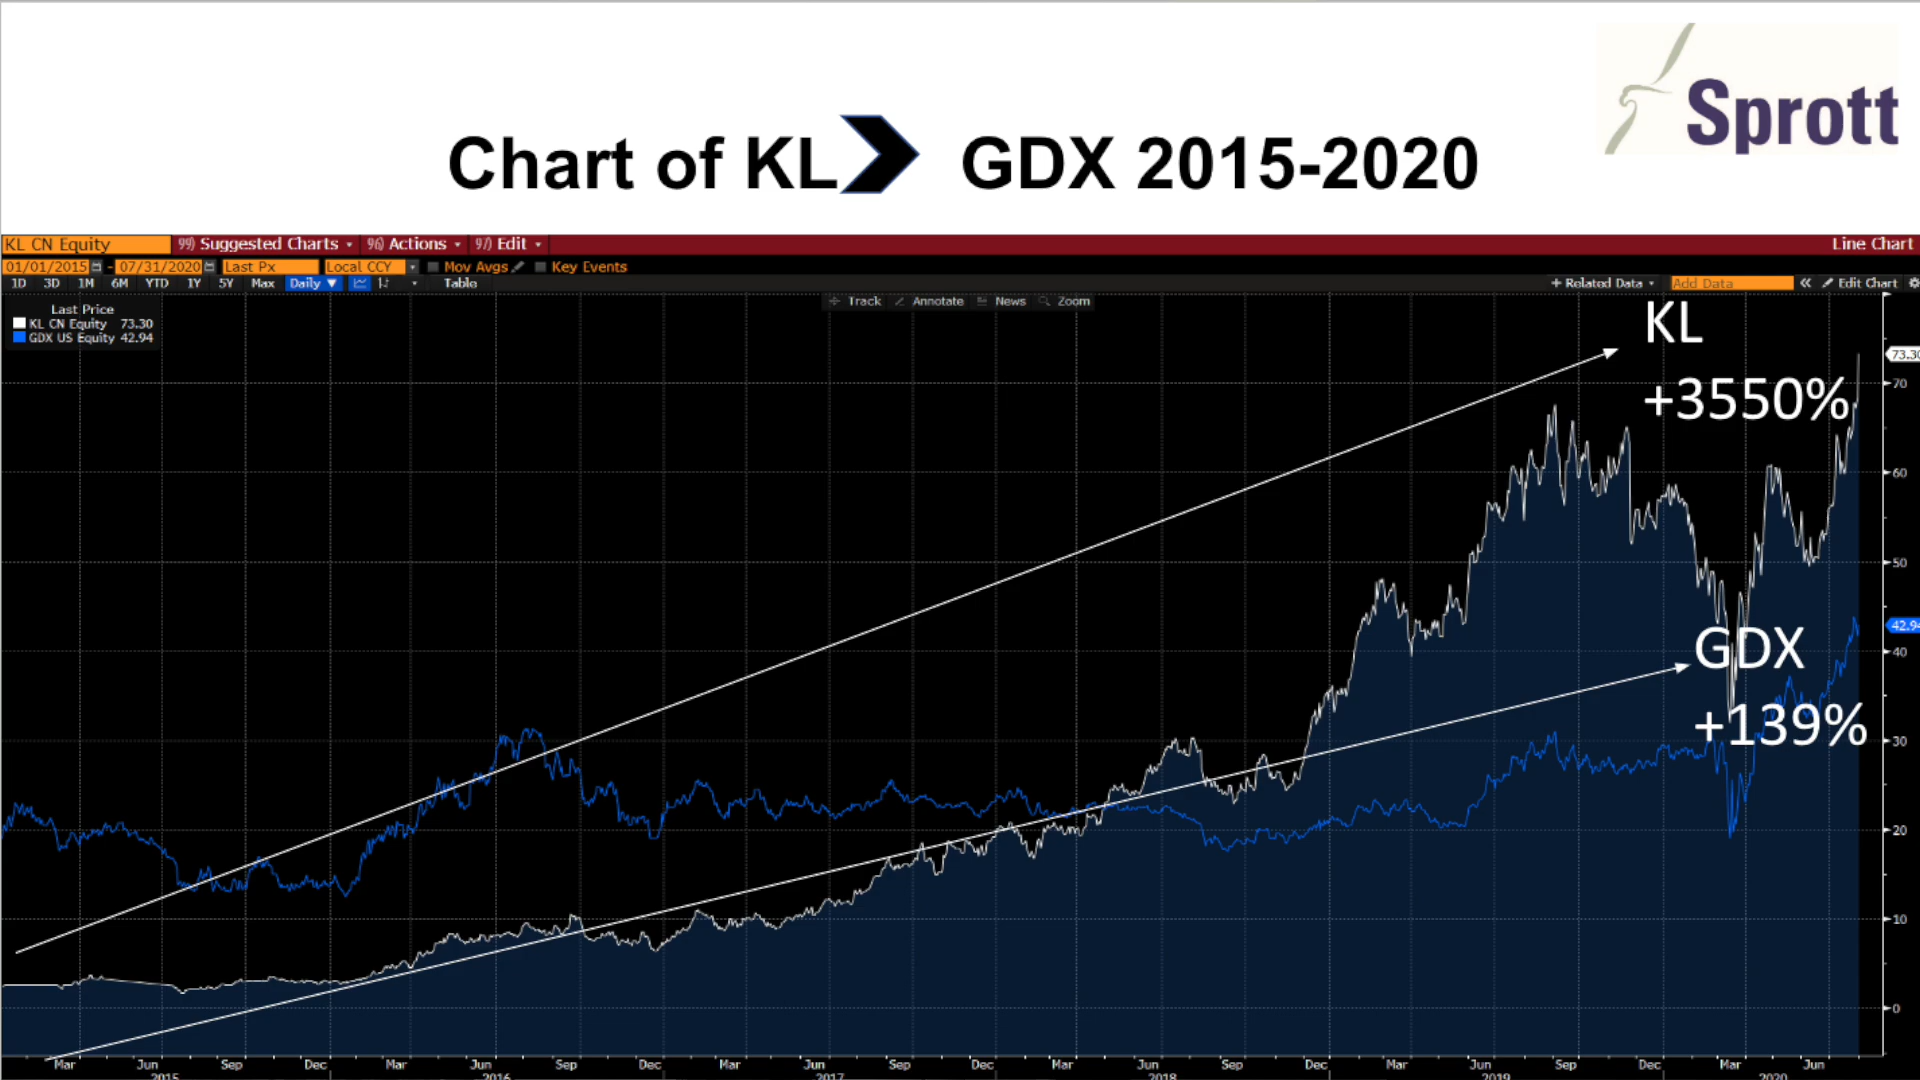 Sprott
Chart of KL GDX 2015-2020
KL CN Equity 99) Suggested Charts 96) Actions 97) Edit Line Chart
01/01/2015 - 07/31/2020 Last Px Local CCY Mov Avgs Key Events
1D 3D 1M 6M YTD 1Y 5Y Max Daily ▼ Table + Related Data Add Data « Edit Chart
Track Annotate News Zoom
Last Price
KL CN Equity 73.30
GDX US Equity 42.94
KL
+3550%
GDX
+139%
73.30
70
60
50
42.94
40
30
20
10
0
Mar Jun Sep Dec Mar Jun Sep Dec Mar Jun Sep Dec Mar Jun Sep Dec Mar Jun Sep Dec Mar Jun
2015 2016 2017 2018 2019 2020